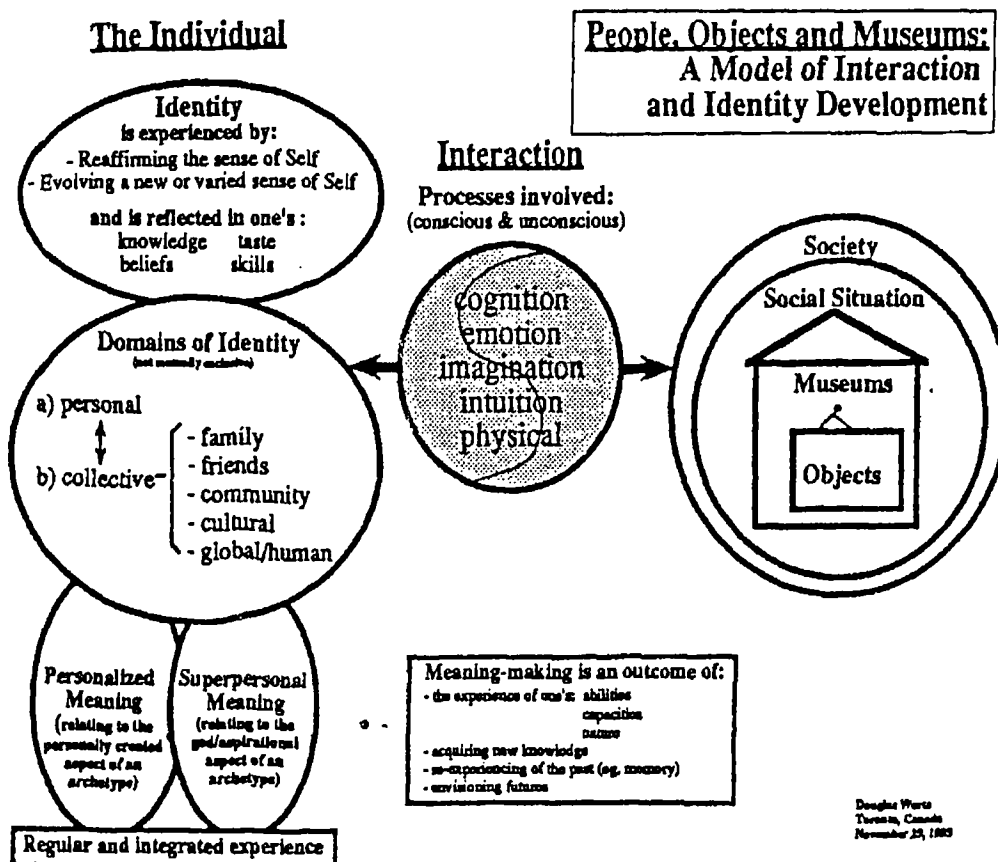 The Individual
Identity
is experienced by:
- Reaffirming the sense of Self
- Evolving a new or varied sense of Self
and is reflected in one's :
knowledge taste
beliefs skills
Domains of Identity
(not mutually exclusive)
a) personal
b) collective
- family
- friends
- community
- cultural
- global/human
Personalized
Meaning
(relating to the
personally created
aspect of an
archetype)
Superpersonal
Meaning
(relating to the
god/aspirational
aspect of an
archetype)
Regular and integrated experience
Interaction
Processes involved:
(conscious & unconscious)
cognition
emotion
imagination
intuition
physical
People, Objects and Museums:
A Model of Interaction
and Identity Development
Society
Social Situation
Museums
Objects
Meaning-making is an outcome of:
- the experience of one's: abilities
capacities
nature
- acquiring new knowledge
- re-experiencing of the past (eg. memory)
- envisioning futures
Douglas Worts
Toronto, Canada
November